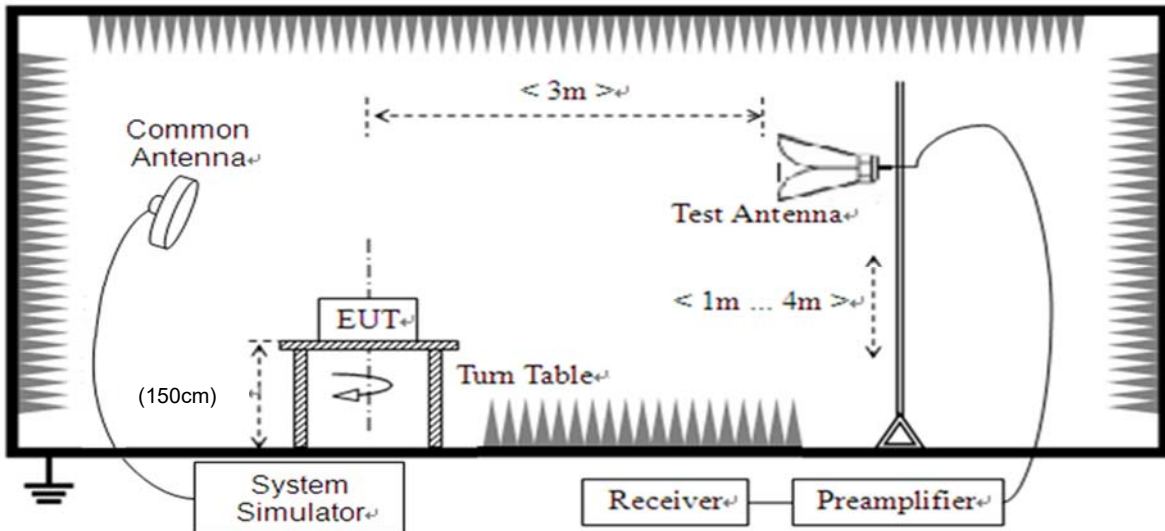 < 3m >↵
Common
Antenna↵
Test Antenna↵
< 1m ... 4m >↵
EUT↵
Turn Table↵
(150cm)
System
Simulator↵
Receiver↵
Preamplifier↵